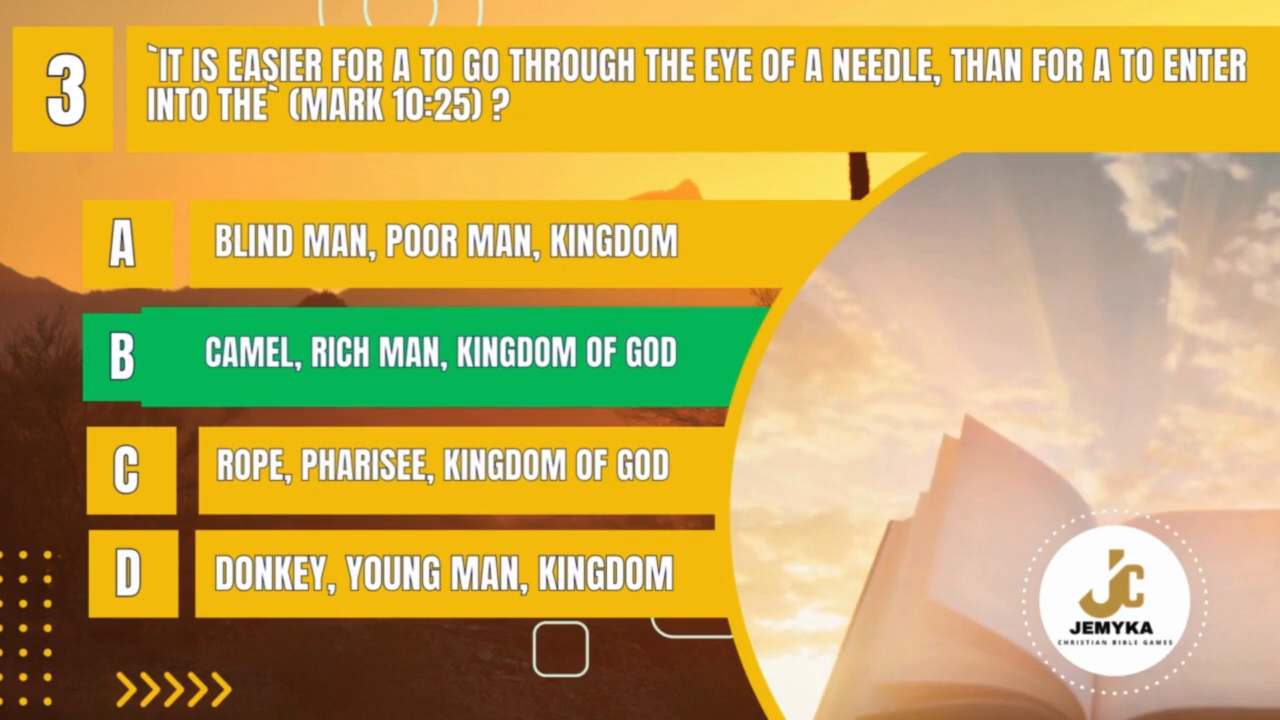 3
`IT IS EASIER FOR A TO GO THROUGH THE EYE OF A NEEDLE, THAN FOR A TO ENTER
INTO THE` (MARK 10:25) ?
A
BLIND MAN, POOR MAN, KINGDOM
B
CAMEL, RICH MAN, KINGDOM OF GOD
C
ROPE, PHARISEE, KINGDOM OF GOD
D
DONKEY, YOUNG MAN, KINGDOM
JC
JEMYKA
CHRISTIAN BIBLE GAMES